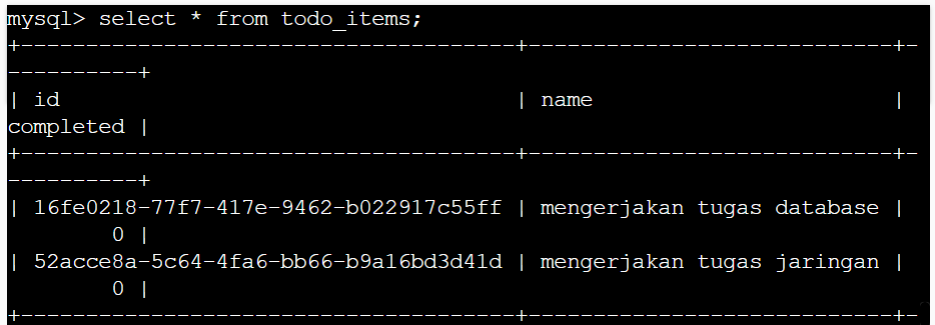 mysql> select * from todo_items;
+--------------------------------------+----------------------------+-
----------+
| id                                   | name                       |
completed |
+--------------------------------------+----------------------------+-
----------+
| 16fe0218-77f7-417e-9462-b022917c55ff | mengerjakan tugas database |
        0 |
| 52acce8a-5c64-4fa6-bb66-b9a16bd3d41d | mengerjakan tugas jaringan |
        0 |
+--------------------------------------+----------------------------+-